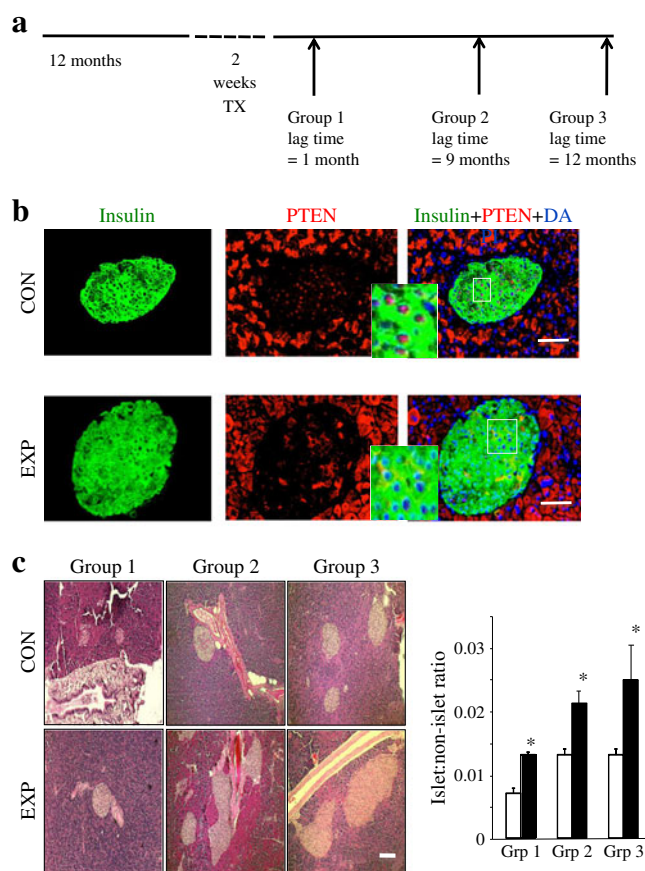 a
12 months
2
weeks
TX
Group 1
lag time
= 1 month
Group 2
lag time
= 9 months
Group 3
lag time
= 12 months
b
Insulin
PTEN
Insulin+PTEN+DA
CON
EXP
c
Group 1
Group 2
Group 3
CON
EXP
Islet:non-islet ratio
0.03
0.02
0.01
0
*
*
*
Grp 1
Grp 2
Grp 3